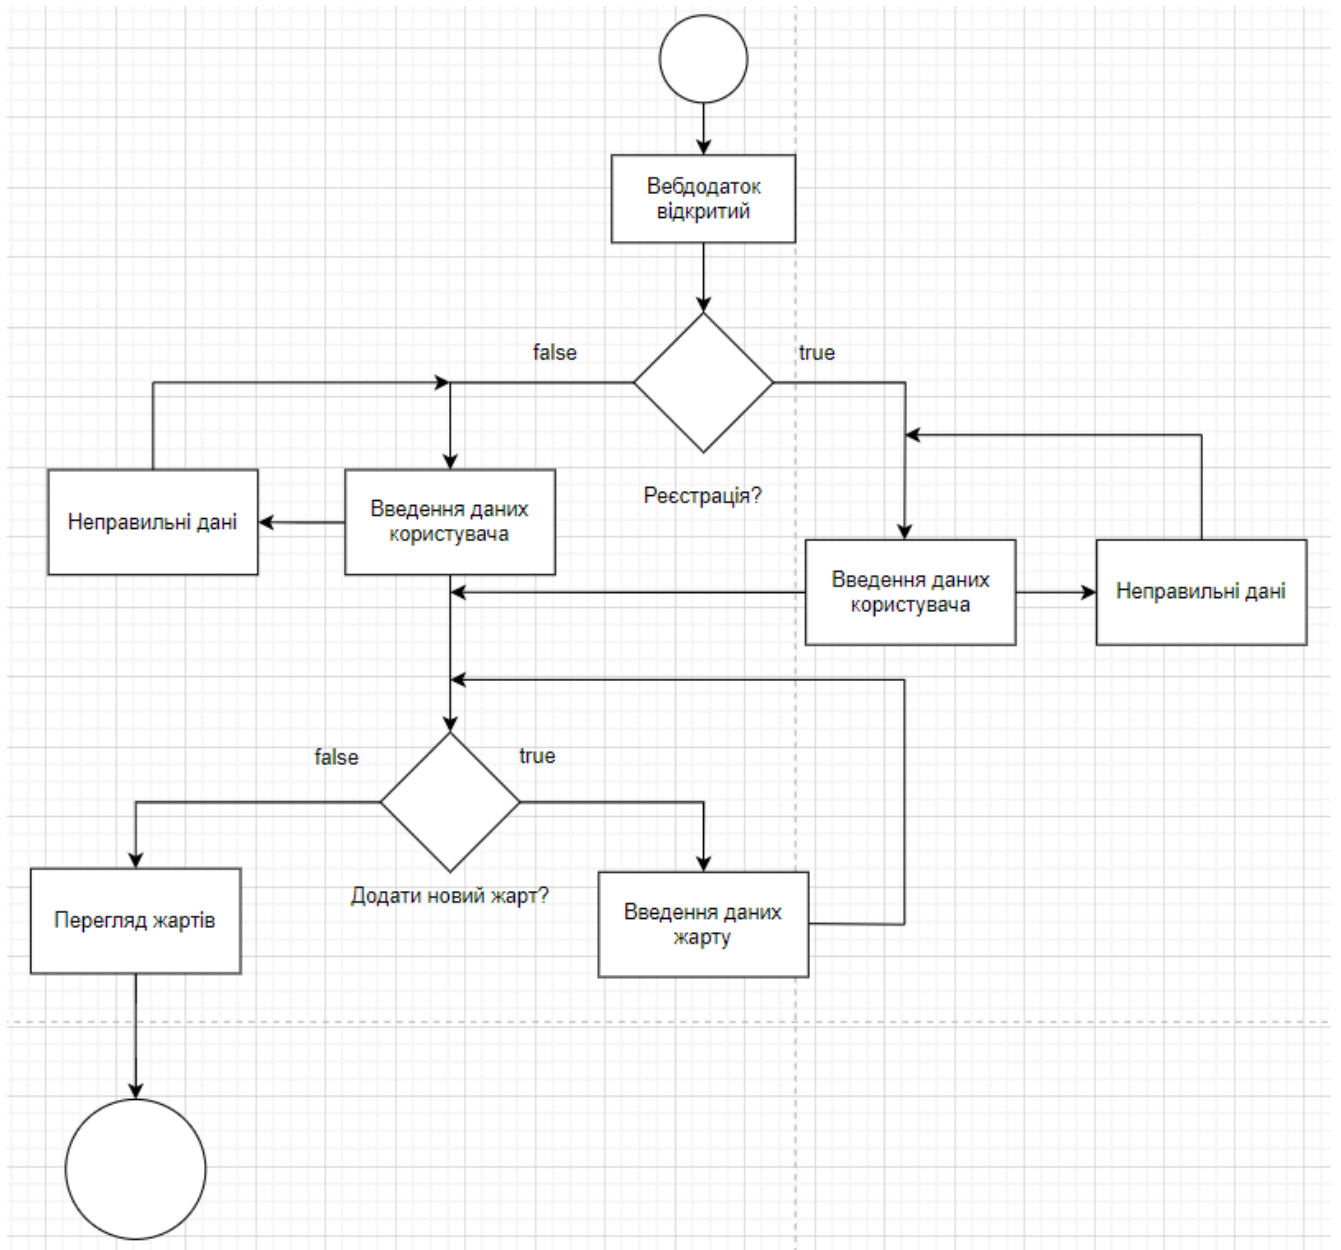 Вебдодаток
відкритий
false
true
Реєстрація?
Неправильні дані
Введення даних
користувача
Введення даних
користувача
Неправильні дані
false
true
Додати новий жарт?
Перегляд жартів
Введення даних
жарту